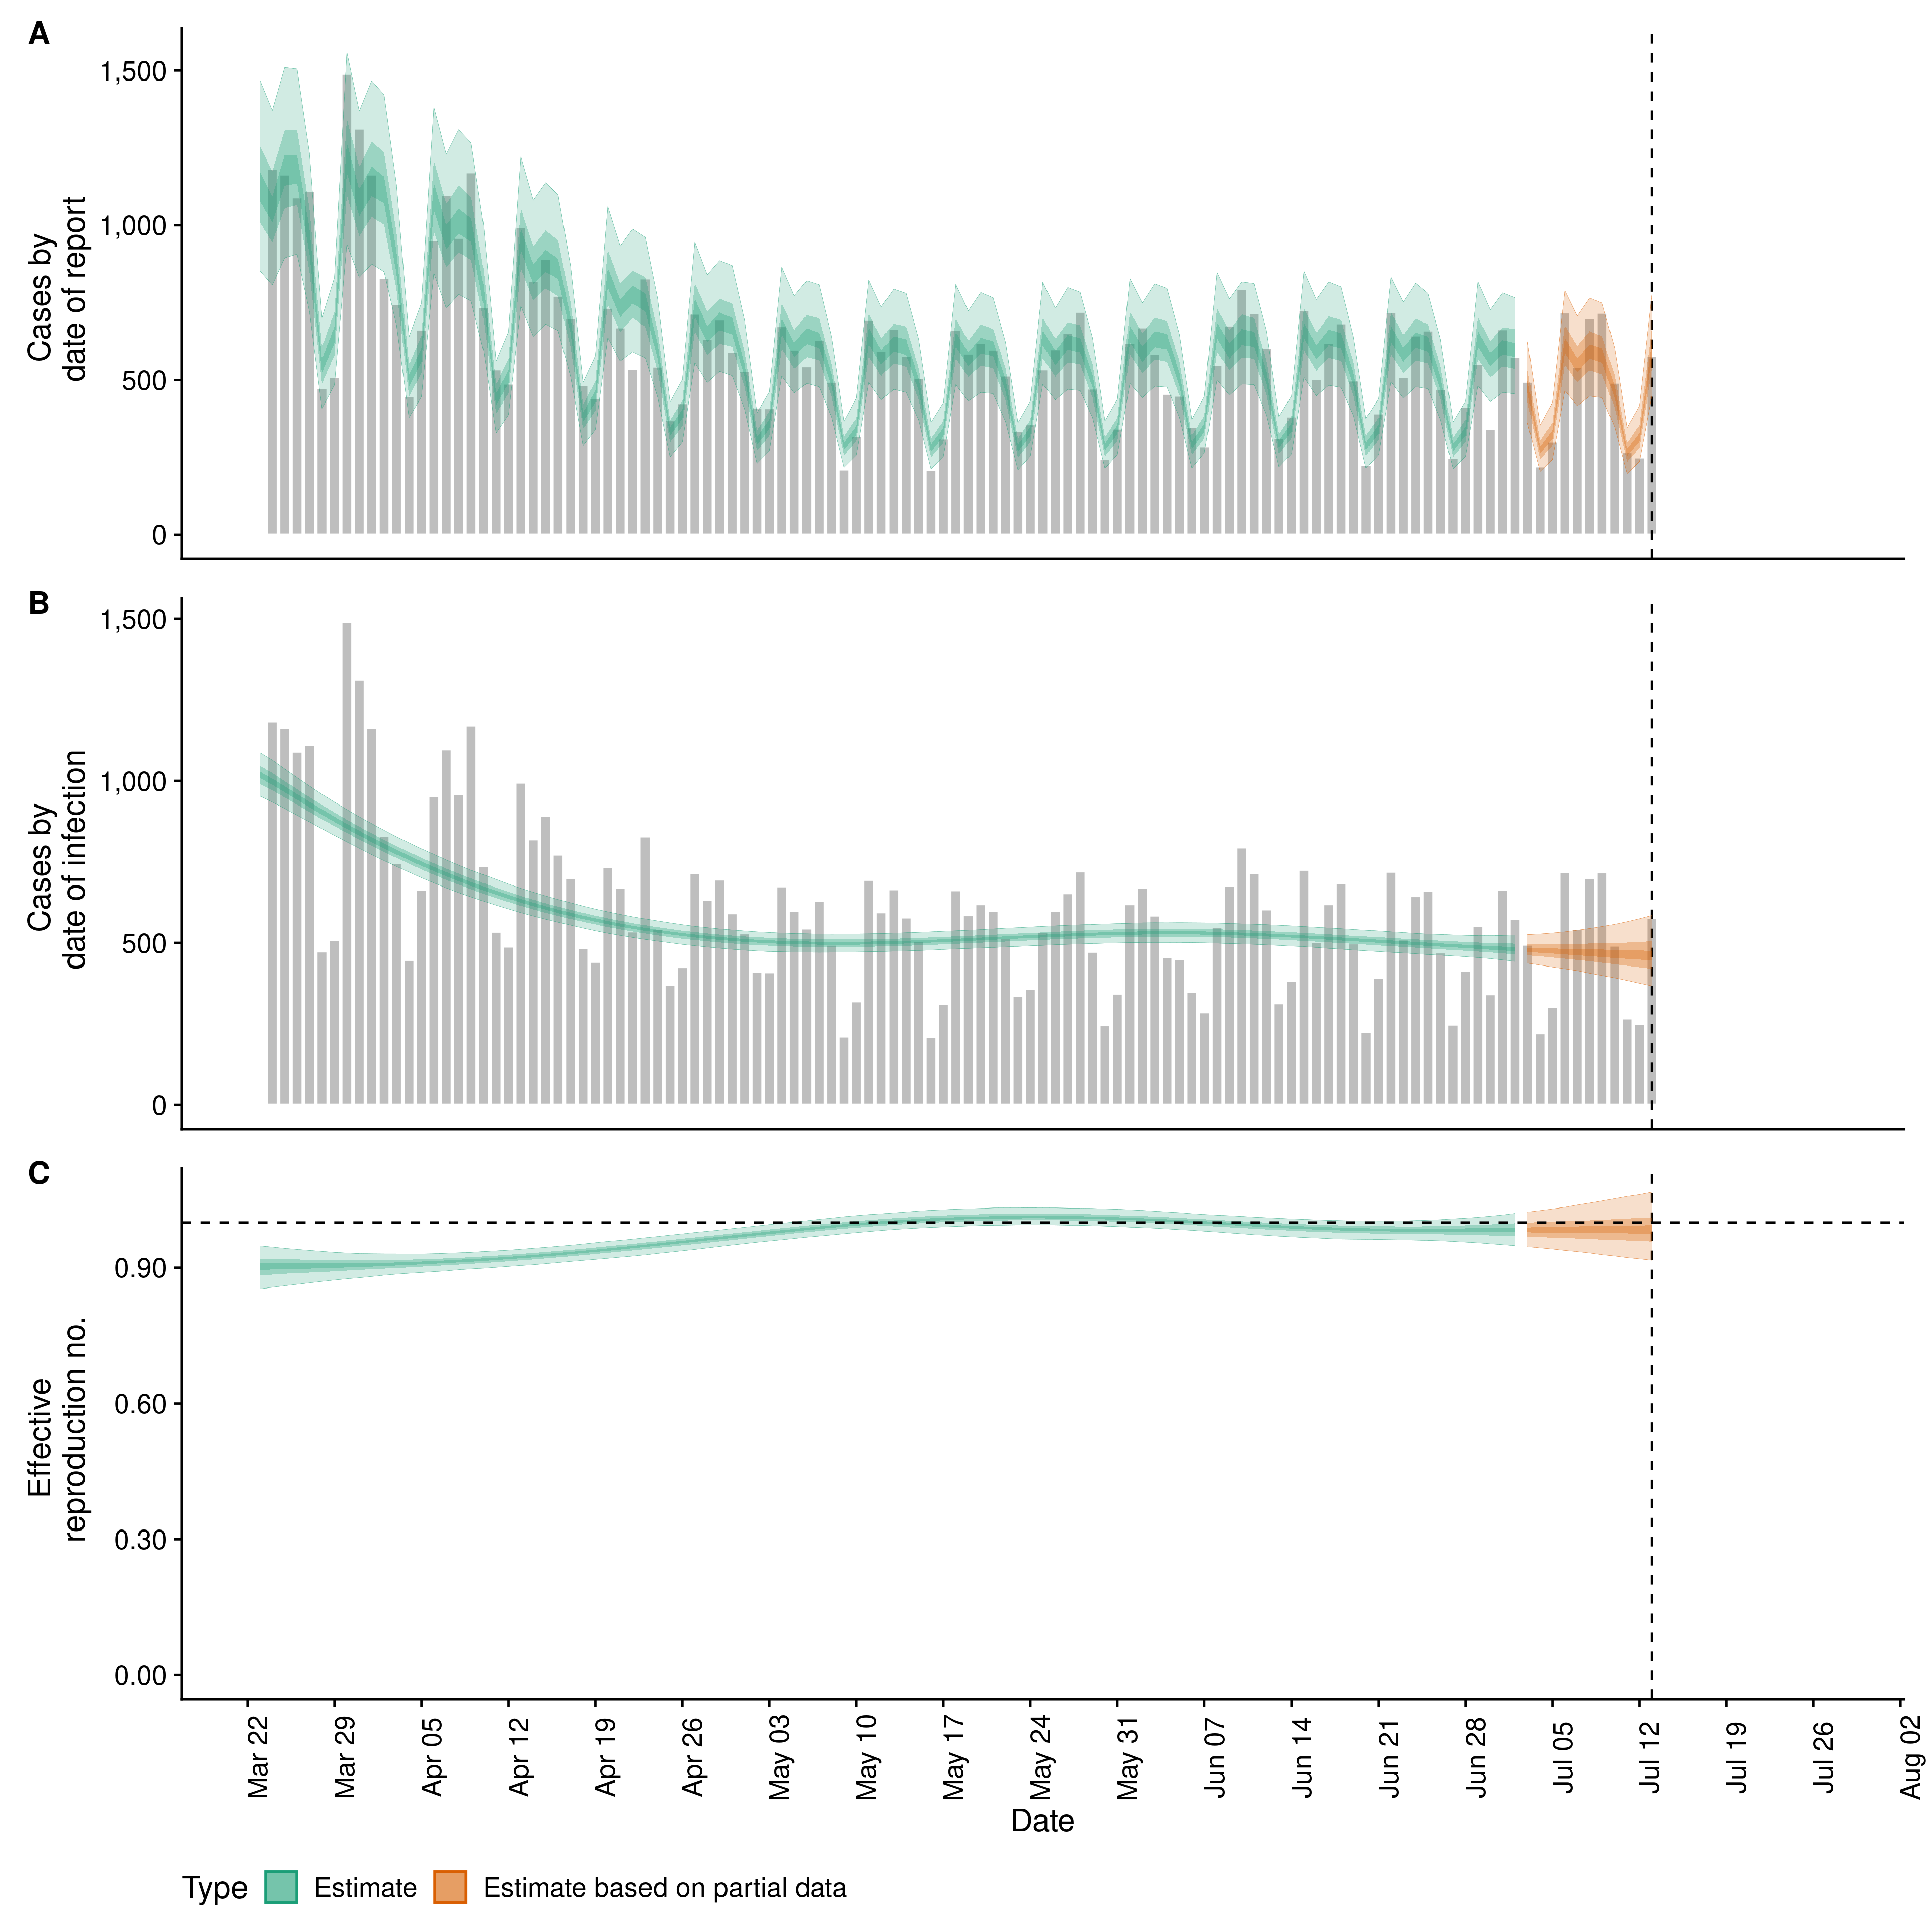 A
1,500
1,000
500
0
Cases by
date of report
B
1,500
1,000
500
0
Cases by
date of infection
C
0.90
0.60
0.30
0.00
Effective
reproduction no.
Mar 22
Mar 29
Apr 05
Apr 12
Apr 19
Apr 26
May 03
May 10
May 17
May 24
May 31
Jun 07
Jun 14
Jun 21
Jun 28
Jul 05
Jul 12
Jul 19
Jul 26
Aug 02
Date
Type Estimate Estimate based on partial data